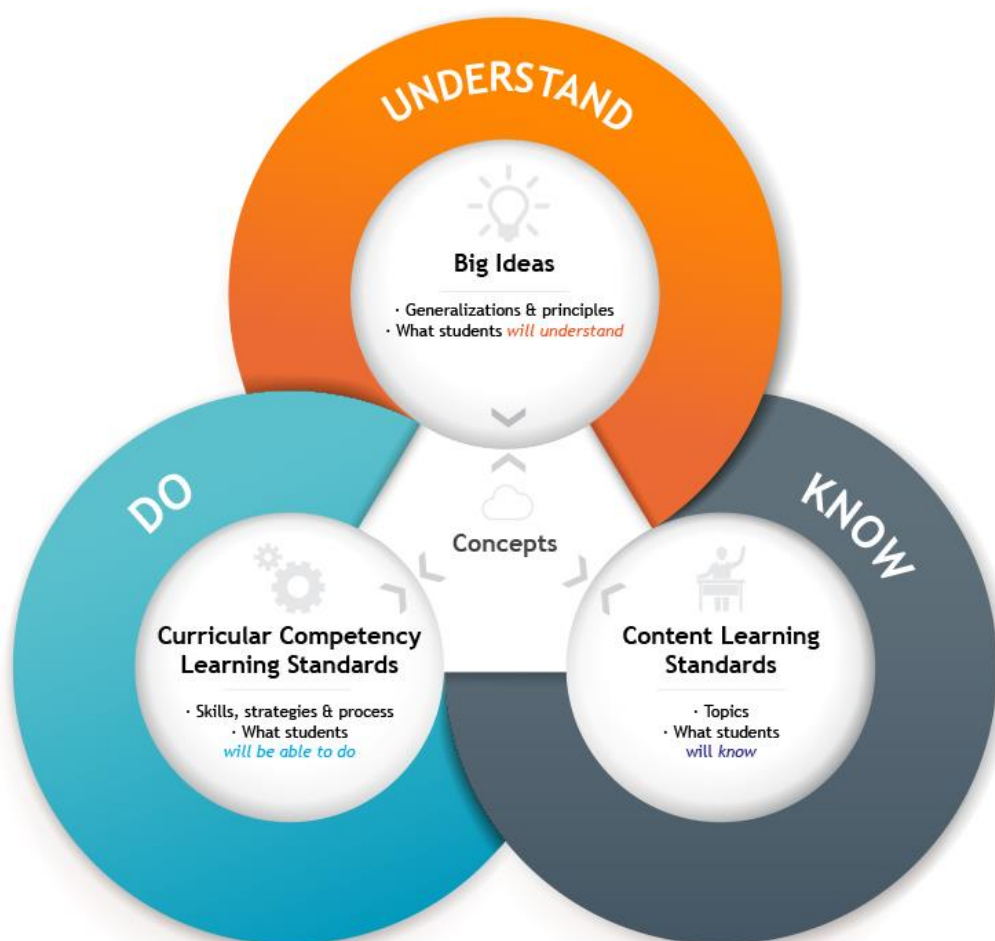 UNDERSTAND
Big Ideas
· Generalizations & principles
· What students will understand
DO
KNOW
Concepts
Curricular Competency
Learning Standards
· Skills, strategies & process
· What students
will be able to do
Content Learning
Standards
· Topics
· What students
will know